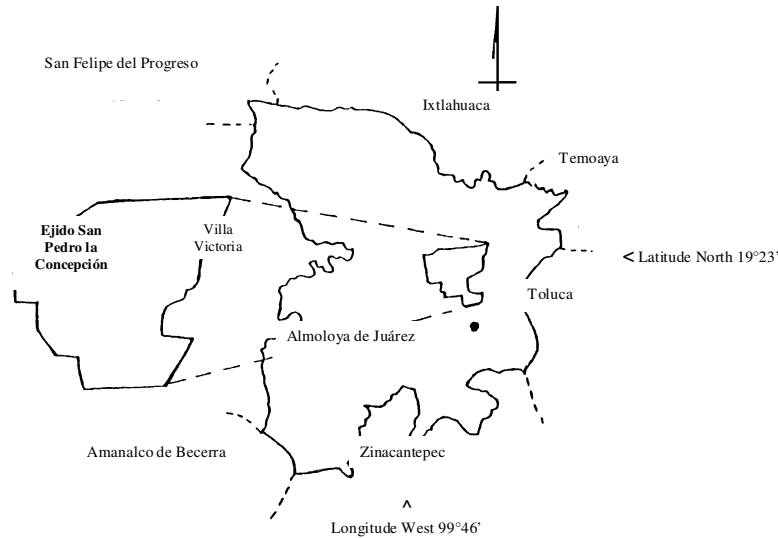 San Felipe del Progreso
Ixtlahuaca
Temoaya
Ejido San
Pedro la
Concepción
Villa
Victoria
< Latitude North 19°23’
Toluca
Almoloya de Juárez
Amanalco de Becerra
Zinacantepec
^
Longitude West 99°46’